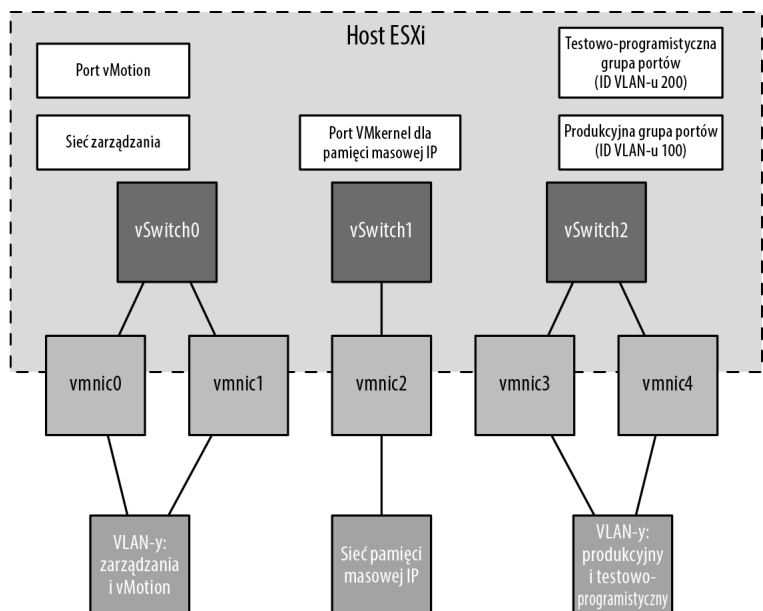 Host ESXi
Port vMotion
Sieć zarządzania
Port VMkernel dla
pamięci masowej IP
Testowo-programistyczna
grupa portów
(ID VLAN-u 200)
Produkcyjna grupa portów
(ID VLAN-u 100)
vSwitch0
vSwitch1
vSwitch2
vmnic0
vmnic1
vmnic2
vmnic3
vmnic4
VLAN-y:
zarządzania
i vMotion
Sieć pamięci
masowej IP
VLAN-y:
produkcyjny
i testowo-
programistyczny